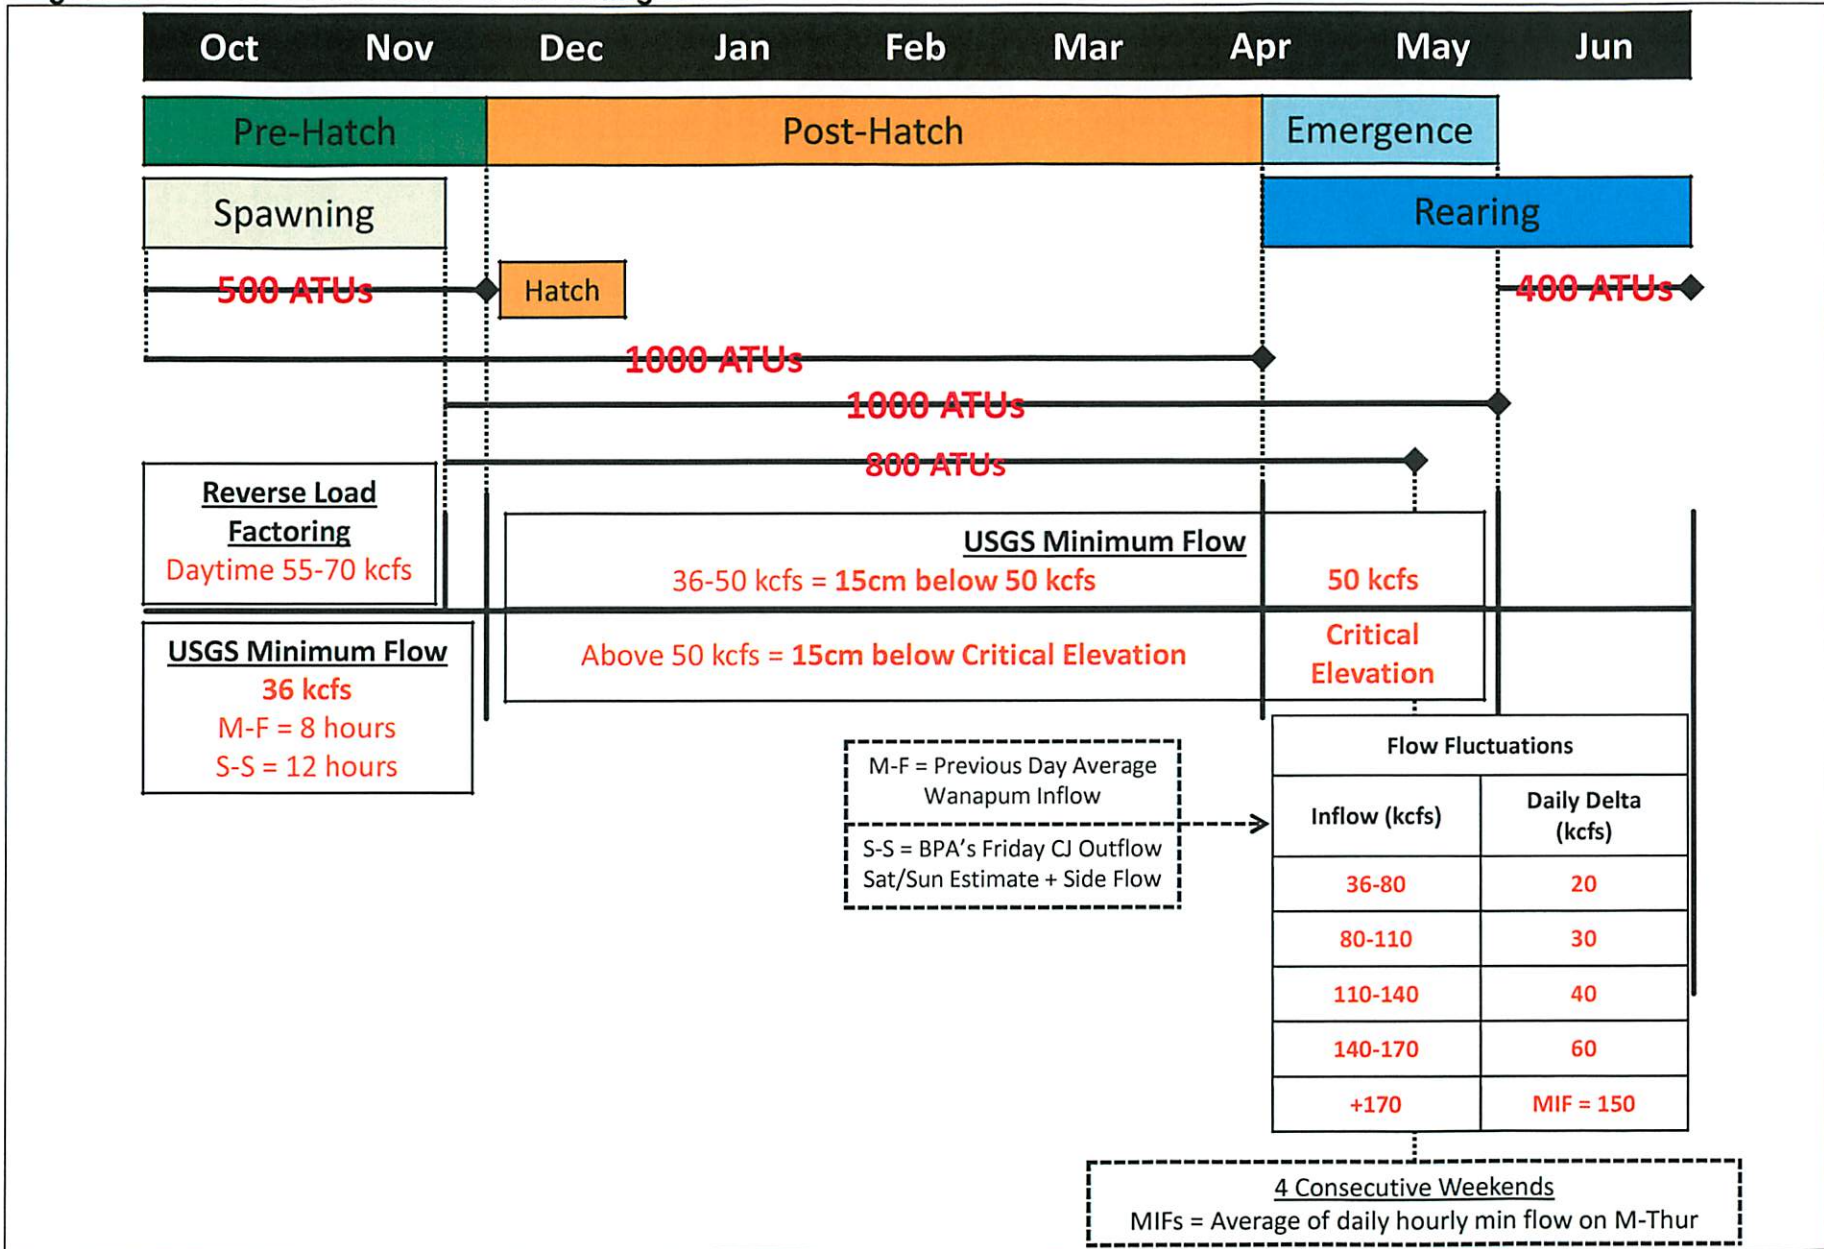 Oct Nov Dec Jan Feb Mar Apr May Jun
Pre-Hatch Post-Hatch Emergence
Spawning Rearing
500 ATUs Hatch 400 ATUs
1000 ATUs
1000 ATUs
800 ATUs
Reverse Load
Factoring
Daytime 55-70 kcfs
USGS Minimum Flow
36-50 kcfs = 15cm below 50 kcfs 50 kcfs
Above 50 kcfs = 15cm below Critical Elevation
Critical
Elevation
USGS Minimum Flow
36 kcfs
M-F = 8 hours
S-S = 12 hours
M-F = Previous Day Average
Wanapum Inflow
S-S = BPA's Friday CJ Outflow
Sat/Sun Estimate + Side Flow
Flow Fluctuations
Inflow (kcfs)
Daily Delta
(kcfs)
36-80 20
80-110 30
110-140 40
140-170 60
+170 MIF = 150
4 Consecutive Weekends
MIFs = Average of daily hourly min flow on M-Thur